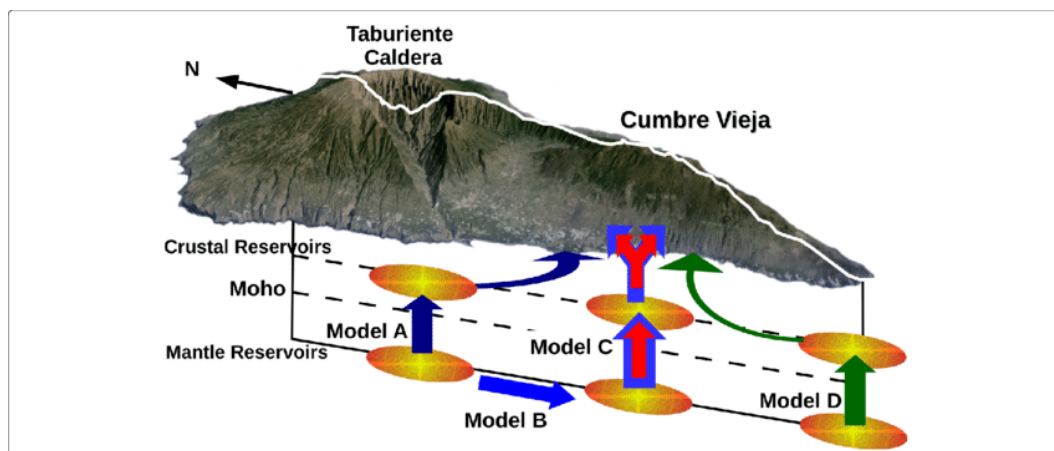 Taburiente
Caldera
N
Cumbre Vieja
Crustal Reservoirs
Moho
Model A
Model C
Mantle Reservoirs
Model B
Model D